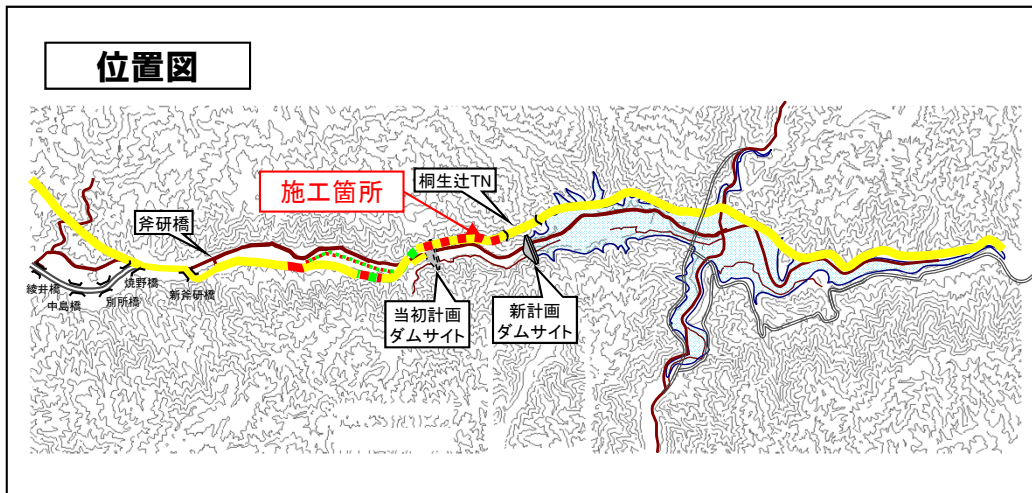 位置図
桐生辻TN
施工箇所
斧研橋
綾井橋
中島橋
別所橋
焼野橋
新斧研橋
当初計画
ダムサイト
新計画
ダムサイト